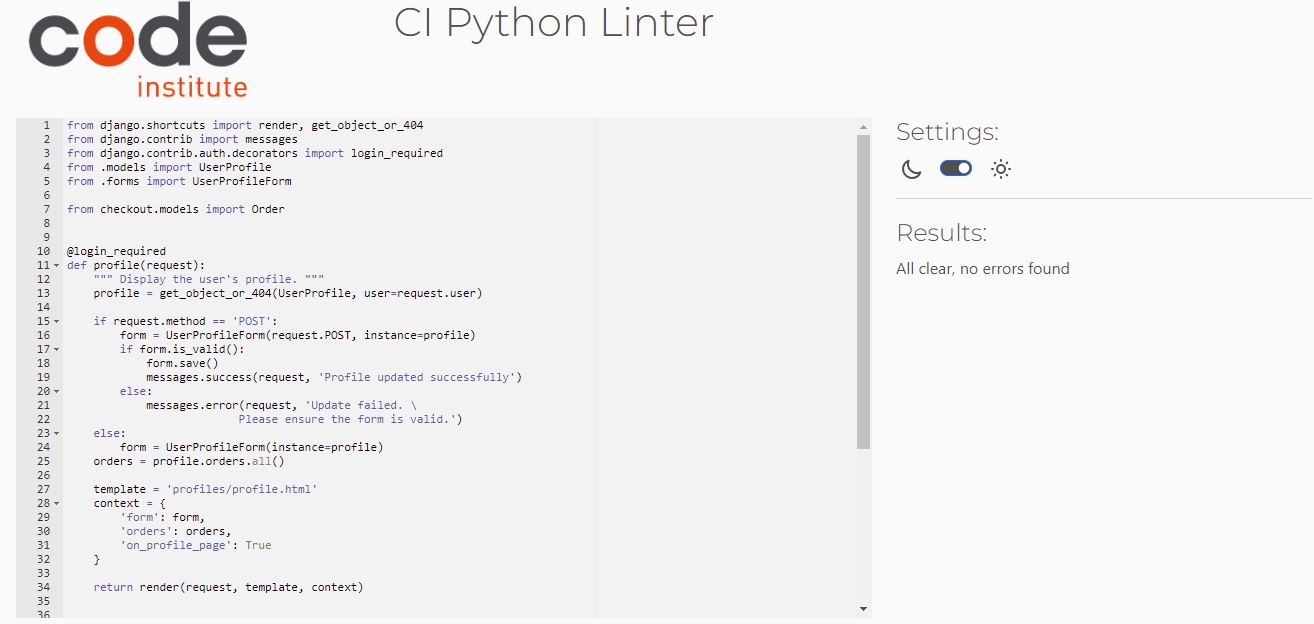 code
institute
CI Python Linter
1 from django.shortcuts import render, get_object_or_404
2 from django.contrib import messages
3 from django.contrib.auth.decorators import login_required
4 from .models import UserProfile
5 from .forms import UserProfileForm
6
7 from checkout.models import Order
8
9
10 @login_required
11 def profile(request):
12     """ Display the user's profile. """
13     profile = get_object_or_404(UserProfile, user=request.user)
14
15     if request.method == 'POST':
16         form = UserProfileForm(request.POST, instance=profile)
17         if form.is_valid():
18             form.save()
19             messages.success(request, 'Profile updated successfully')
20         else:
21             messages.error(request, 'Update failed. \
22                           Please ensure the form is valid.')
23     else:
24         form = UserProfileForm(instance=profile)
25     orders = profile.orders.all()
26
27     template = 'profiles/profile.html'
28     context = {
29         'form': form,
30         'orders': orders,
31         'on_profile_page': True
32     }
33
34     return render(request, template, context)
35
36
Settings:
Results:
All clear, no errors found